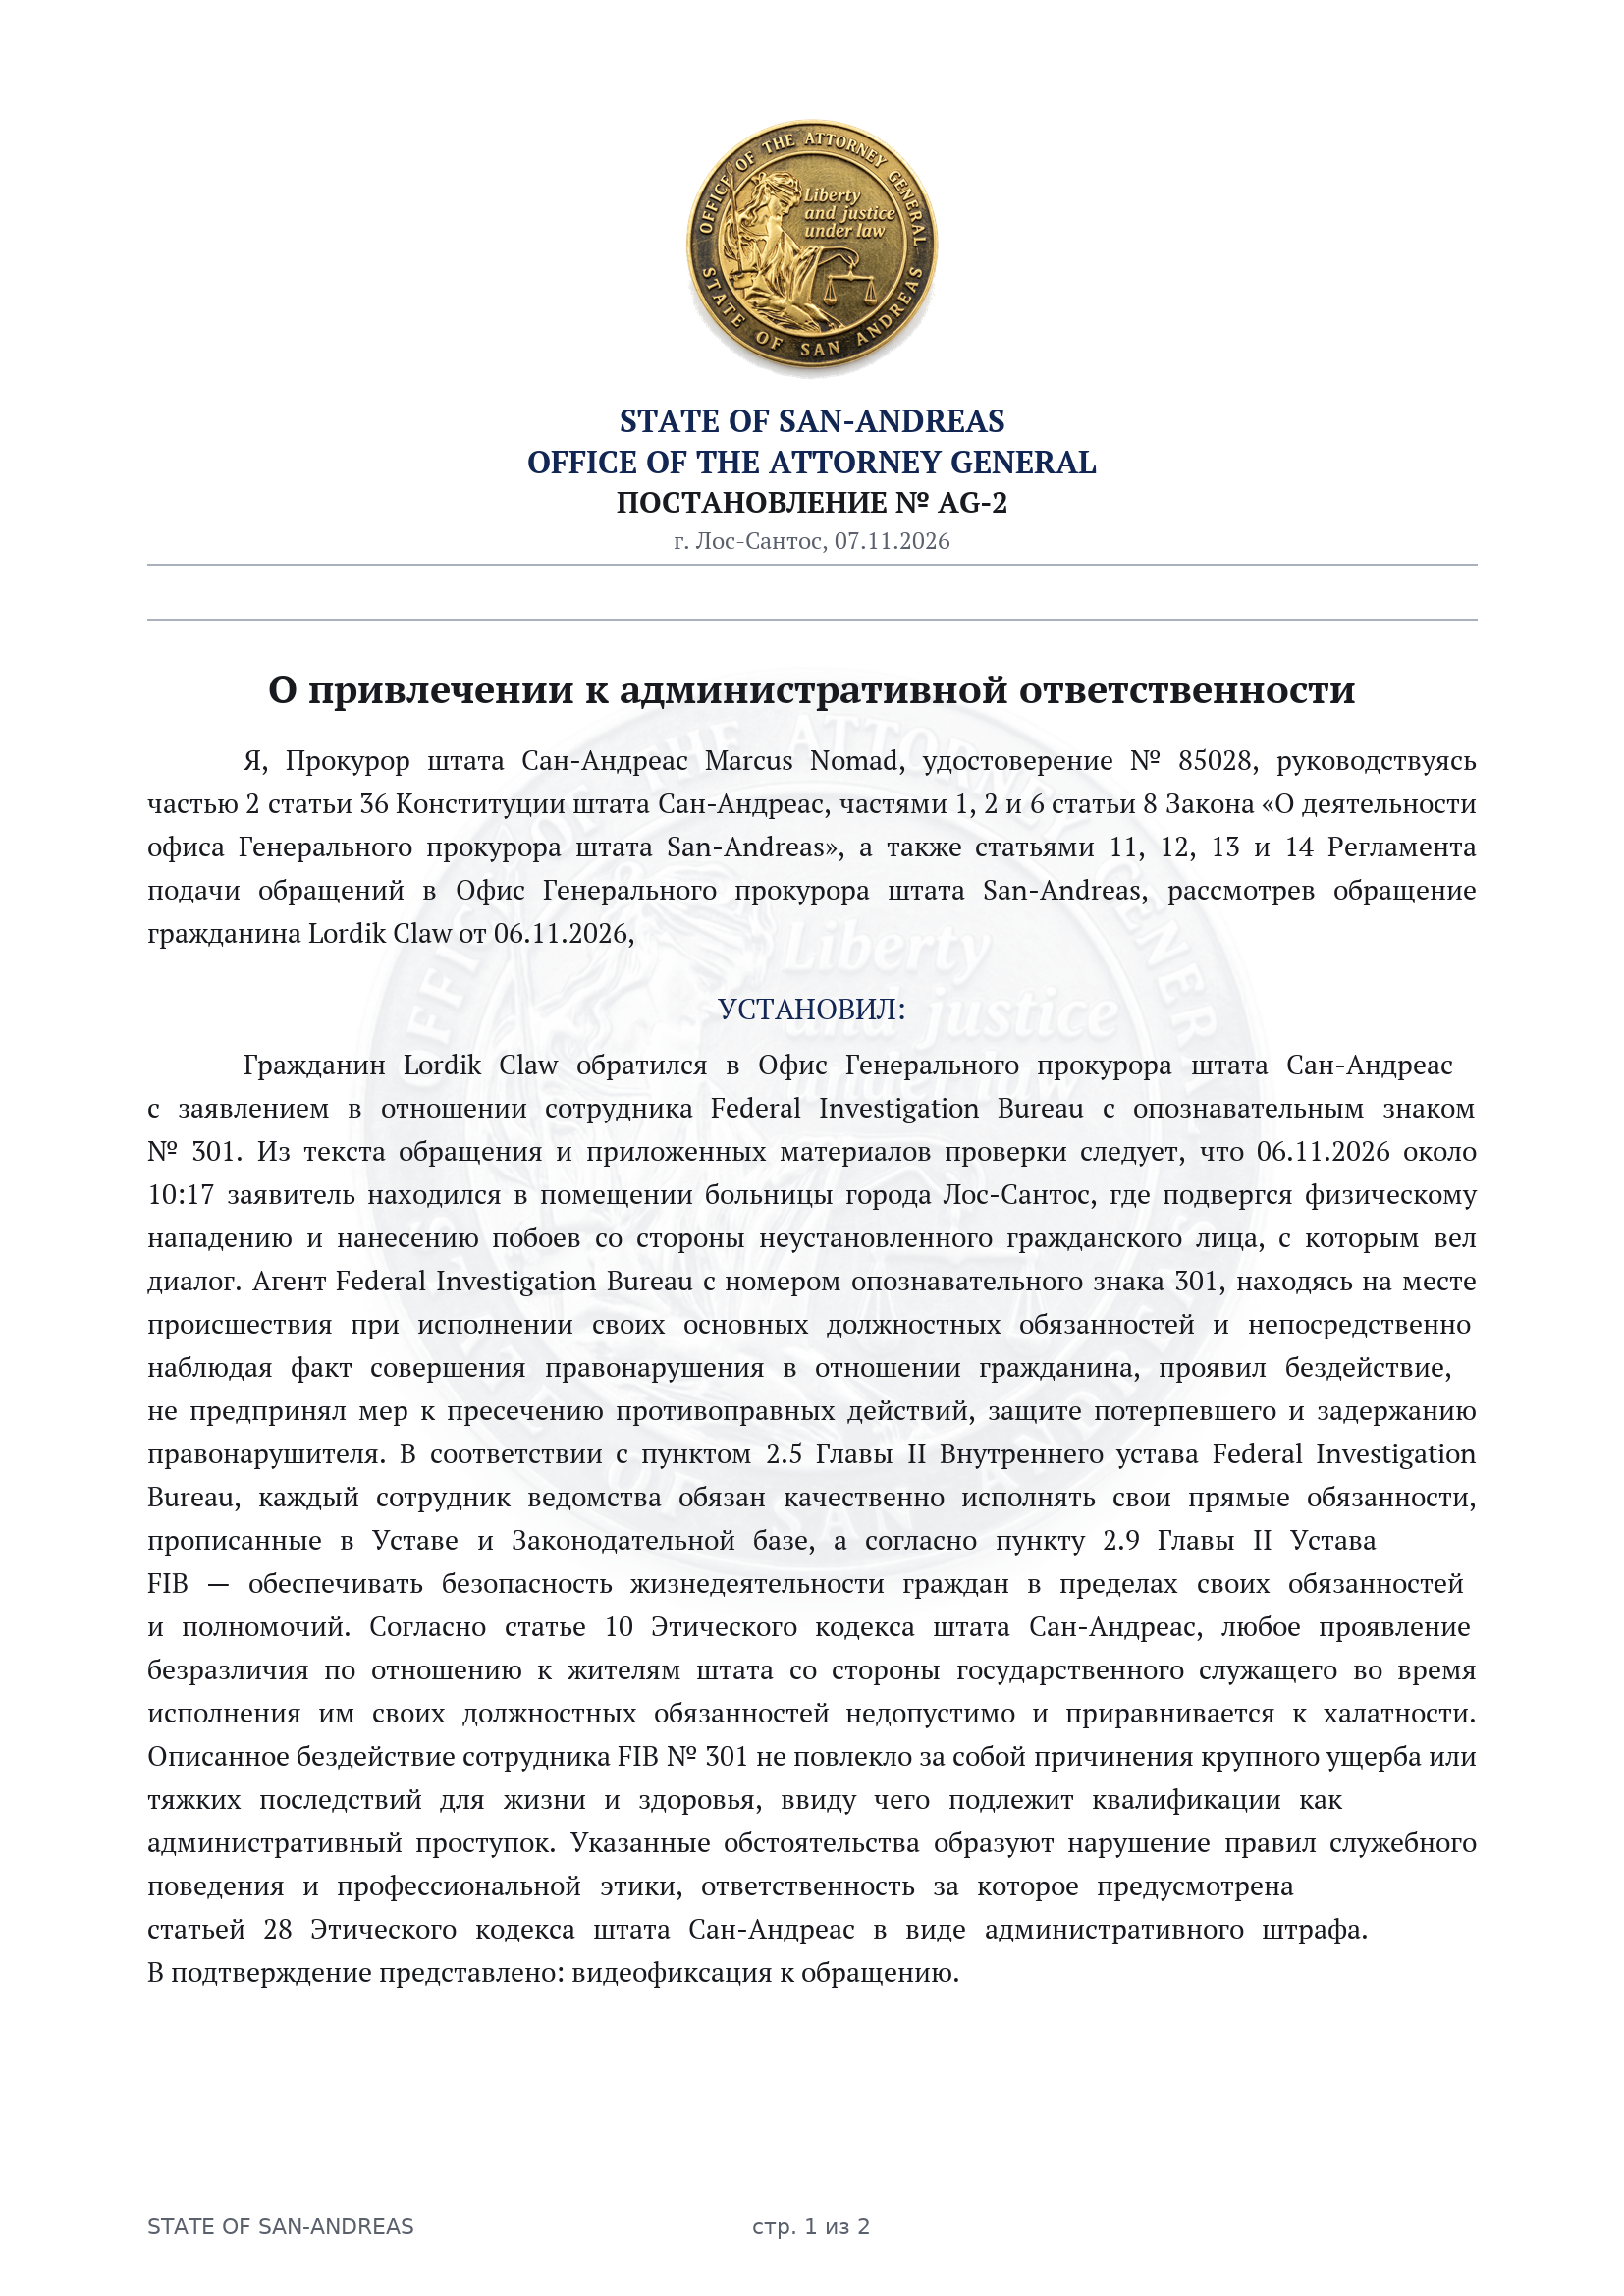 OFFICE OF THE ATTORNEY GENERAL
Liberty
and justice
under law
STATE OF SAN ANDREAS
STATE OF SAN-ANDREAS
OFFICE OF THE ATTORNEY GENERAL
ПОСТАНОВЛЕНИЕ № AG-2
г. Лос-Сантос, 07.11.2026
О привлечении к административной ответственности
Я, Прокурор штата Сан-Андреас Marcus Nomad, удостоверение № 85028, руководствуясь
частью 2 статьи 36 Конституции штата Сан-Андреас, частями 1, 2 и 6 статьи 8 Закона «О деятельности
офиса Генерального прокурора штата San-Andreas», а также статьями 11, 12, 13 и 14 Регламента
подачи обращений в Офис Генерального прокурора штата San-Andreas, рассмотрев обращение
гражданина Lordik Claw от 06.11.2026,
УСТАНОВИЛ:
Гражданин Lordik Claw обратился в Офис Генерального прокурора штата Сан-Андреас
с заявлением в отношении сотрудника Federal Investigation Bureau с опознавательным знаком
№ 301. Из текста обращения и приложенных материалов проверки следует, что 06.11.2026 около
10:17 заявитель находился в помещении больницы города Лос-Сантос, где подвергся физическому
нападению и нанесению побоев со стороны неустановленного гражданского лица, с которым вел
диалог. Агент Federal Investigation Bureau с номером опознавательного знака 301, находясь на месте
происшествия при исполнении своих основных должностных обязанностей и непосредственно
наблюдая факт совершения правонарушения в отношении гражданина, проявил бездействие,
не предпринял мер к пресечению противоправных действий, защите потерпевшего и задержанию
правонарушителя. В соответствии с пунктом 2.5 Главы II Внутреннего устава Federal Investigation
Bureau, каждый сотрудник ведомства обязан качественно исполнять свои прямые обязанности,
прописанные в Уставе и Законодательной базе, а согласно пункту 2.9 Главы II Устава
FIB — обеспечивать безопасность жизнедеятельности граждан в пределах своих обязанностей
и полномочий. Согласно статье 10 Этического кодекса штата Сан-Андреас, любое проявление
безразличия по отношению к жителям штата со стороны государственного служащего во время
исполнения им своих должностных обязанностей недопустимо и приравнивается к халатности.
Описанное бездействие сотрудника FIB № 301 не повлекло за собой причинения крупного ущерба или
тяжких последствий для жизни и здоровья, ввиду чего подлежит квалификации как
административный проступок. Указанные обстоятельства образуют нарушение правил служебного
поведения и профессиональной этики, ответственность за которое предусмотрена
статьей 28 Этического кодекса штата Сан-Андреас в виде административного штрафа.
В подтверждение представлено: видеофиксация к обращению.
STATE OF SAN-ANDREAS
стр. 1 из 2